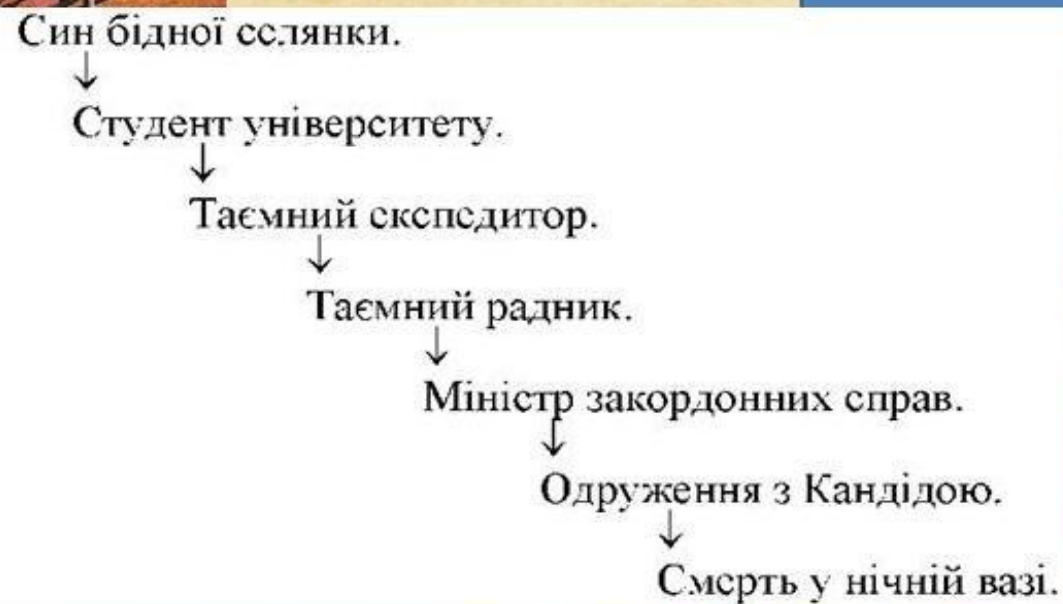 Син бідної селянки.
Студент університету.
Таємний експедитор.
Таємний радник.
Міністр закордонних справ.
Одруження з Кандідою.
Смерть у нічній вазі.